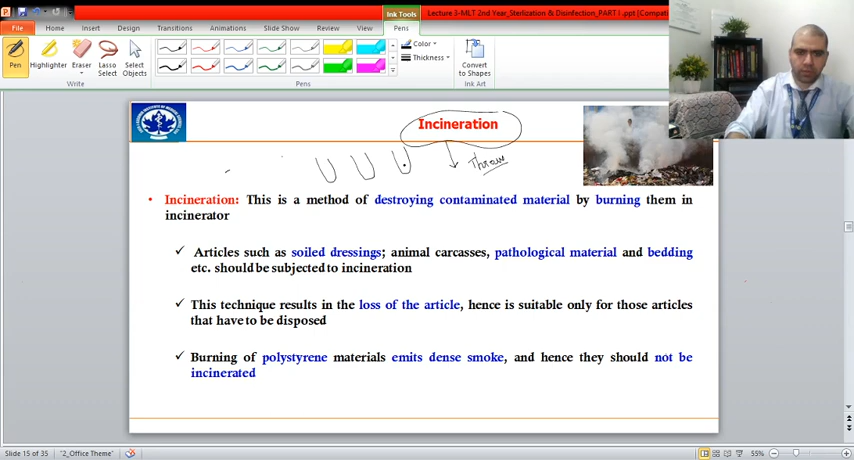 Ink Tools
Lecture 3-MLT 2nd Year_Sterlization & Disinfection_PART I .ppt [Compat
File Home Insert Design Transitions Animations Slide Show Review View Pens
Pen Highlighter Eraser Lasso Select Select Objects
Color
Thickness
Convert to Shapes
Write Pens
Incineration
Throw
• Incineration: This is a method of destroying contaminated material by burning them in
incinerator
✓ Articles such as soiled dressings; animal carcasses, pathological material and bedding
etc. should be subjected to incineration
✓ This technique results in the loss of the article, hence is suitable only for those articles
that have to be disposed
✓ Burning of polystyrene materials emits dense smoke, and hence they should not be
incinerated
Slide 15 of 35 "2_Office Theme" 55%